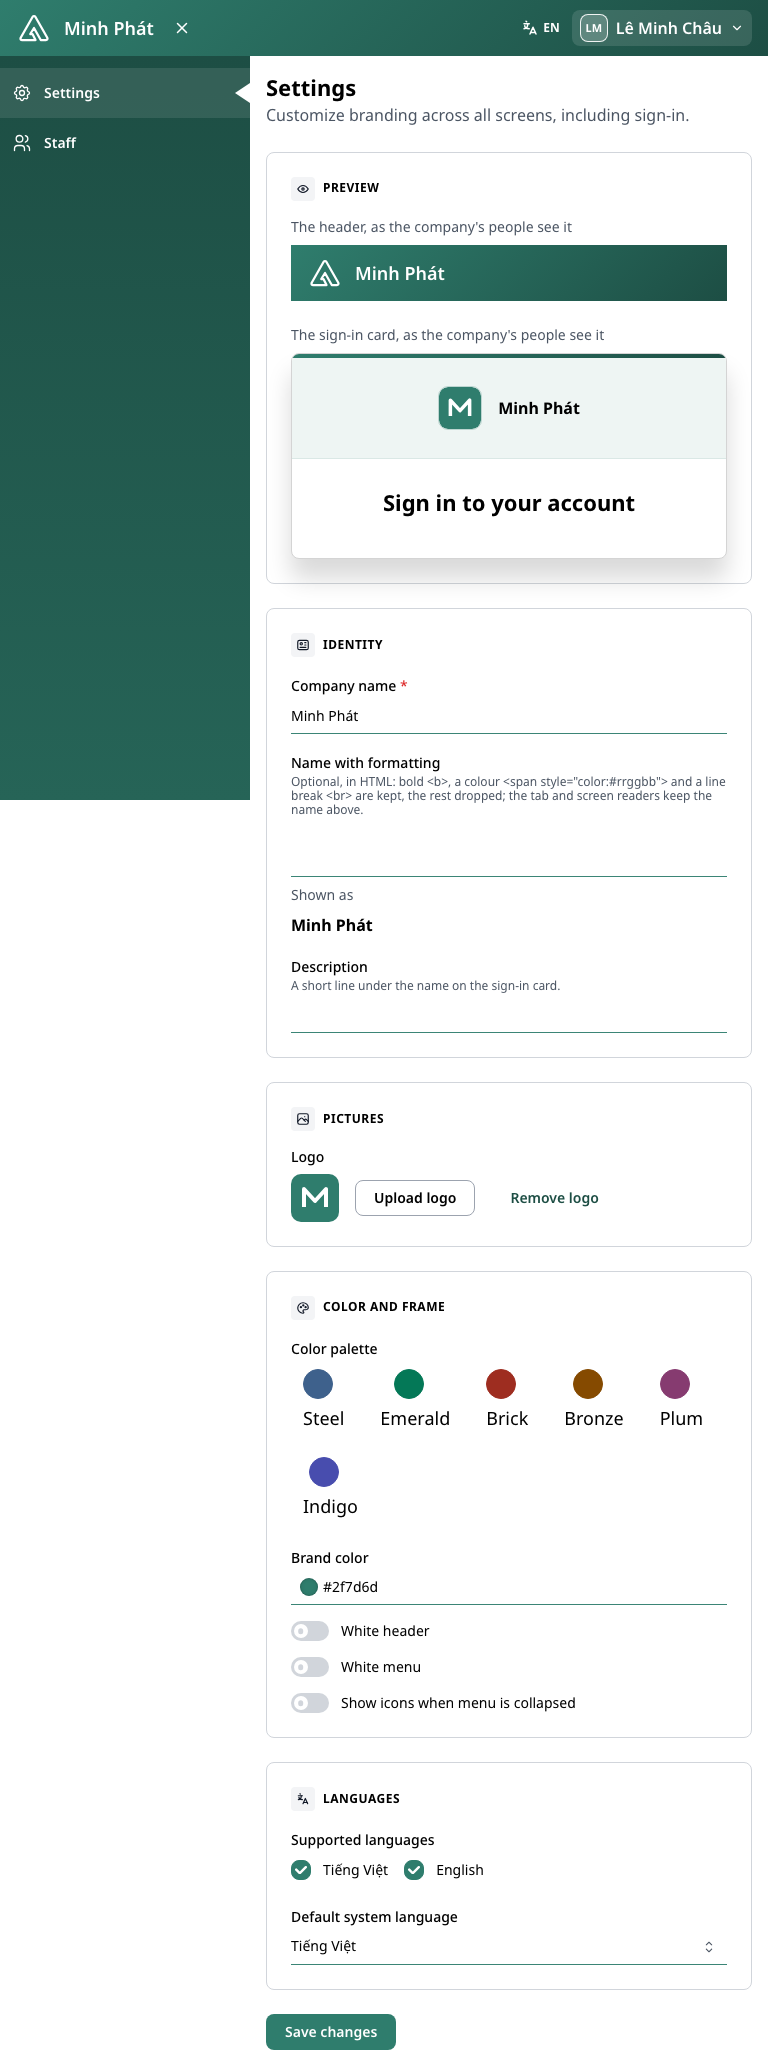 Minh Phát
EN
LM
Lê Minh Châu
Settings
Staff
Settings
Customize branding across all screens, including sign-in.
PREVIEW
The header, as the company's people see it
Minh Phát
The sign-in card, as the company's people see it
Minh Phát
Sign in to your account
IDENTITY
Company name *
Minh Phát
Name with formatting
Optional, in HTML: bold <b>, a colour <span style="color:#rrggbb"> and a line
break <br> are kept, the rest dropped; the tab and screen readers keep the
name above.
Shown as
Minh Phát
Description
A short line under the name on the sign-in card.
PICTURES
Logo
Upload logo
Remove logo
COLOR AND FRAME
Color palette
Steel
Emerald
Brick
Bronze
Plum
Indigo
Brand color
#2f7d6d
White header
White menu
Show icons when menu is collapsed
LANGUAGES
Supported languages
Tiếng Việt
English
Default system language
Tiếng Việt
Save changes